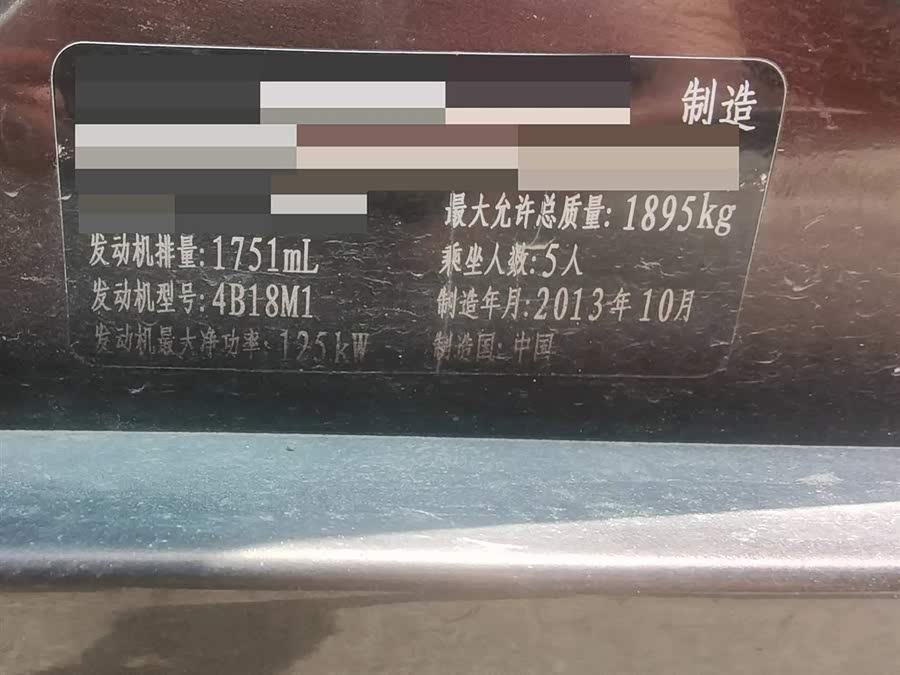 制造
最大允许总质量: 1895kg
发动机排量: 1751mL 乘坐人数: 5人
发动机型号: 4B18M1 制造年月: 2013年10月
发动机最大净功率: 125kW 制造国: 中国